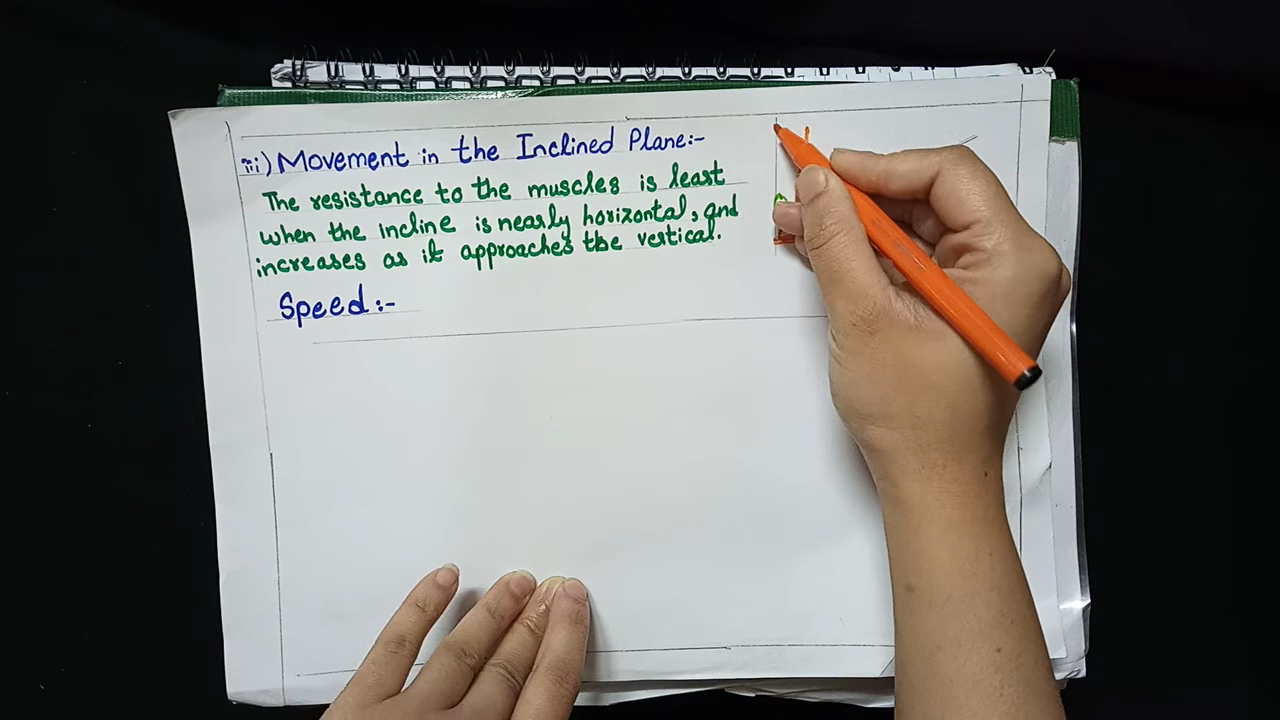 iii) Movement in the Inclined Plane:-
The resistance to the muscles is least
when the incline is nearly horizontal, and
increases as it approaches the vertical.
Speed:-